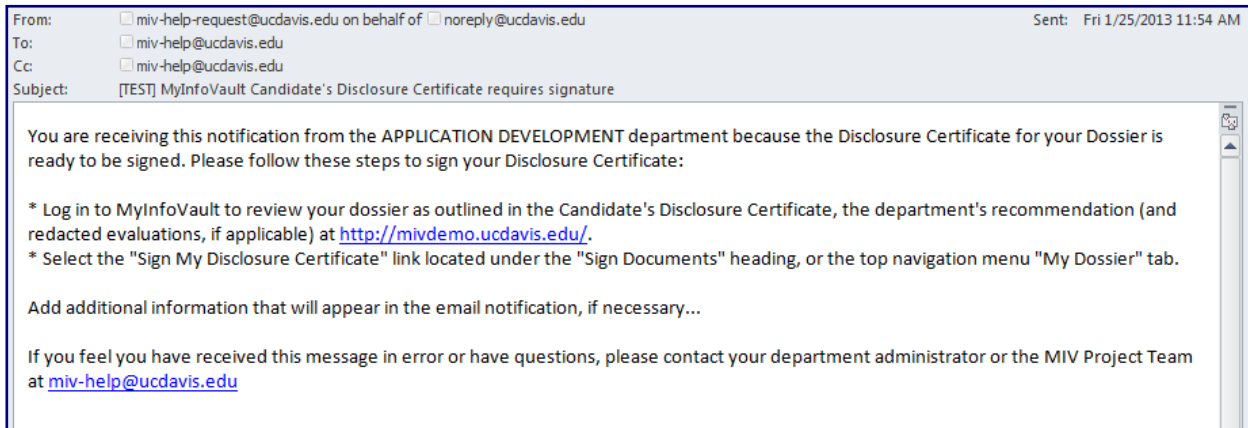 From: miv-help-request@ucdavis.edu on behalf of noreply@ucdavis.edu Sent: Fri 1/25/2013 11:54 AM
To: miv-help@ucdavis.edu
Cc: miv-help@ucdavis.edu
Subject: [TEST] MyInfoVault Candidate's Disclosure Certificate requires signature
You are receiving this notification from the APPLICATION DEVELOPMENT department because the Disclosure Certificate for your Dossier is
ready to be signed. Please follow these steps to sign your Disclosure Certificate:
* Log in to MyInfoVault to review your dossier as outlined in the Candidate's Disclosure Certificate, the department's recommendation (and
redacted evaluations, if applicable) at http://mivdemo.ucdavis.edu/.
* Select the "Sign My Disclosure Certificate" link located under the "Sign Documents" heading, or the top navigation menu "My Dossier" tab.
Add additional information that will appear in the email notification, if necessary...
If you feel you have received this message in error or have questions, please contact your department administrator or the MIV Project Team
at miv-help@ucdavis.edu